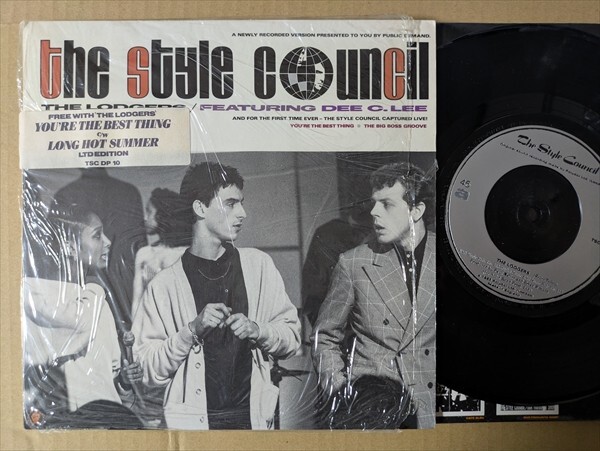 A NEWLY RECORDED VERSION PRESENTED TO YOU BY PUBLIC DEMAND.
the style council
THE LODGERS / FEATURING DEE C. LEE
AND FOR THE FIRST TIME EVER – THE STYLE COUNCIL CAPTURED LIVE!
YOU'RE THE BEST THING THE BIG BOSS GROOVE
FREE WITH 'THE LODGERS'
YOU'RE THE BEST THING
c/w
LONG HOT SUMMER
LTD EDITION
TSC DP 10
The Style Council
45
TSC
THE LODGERS